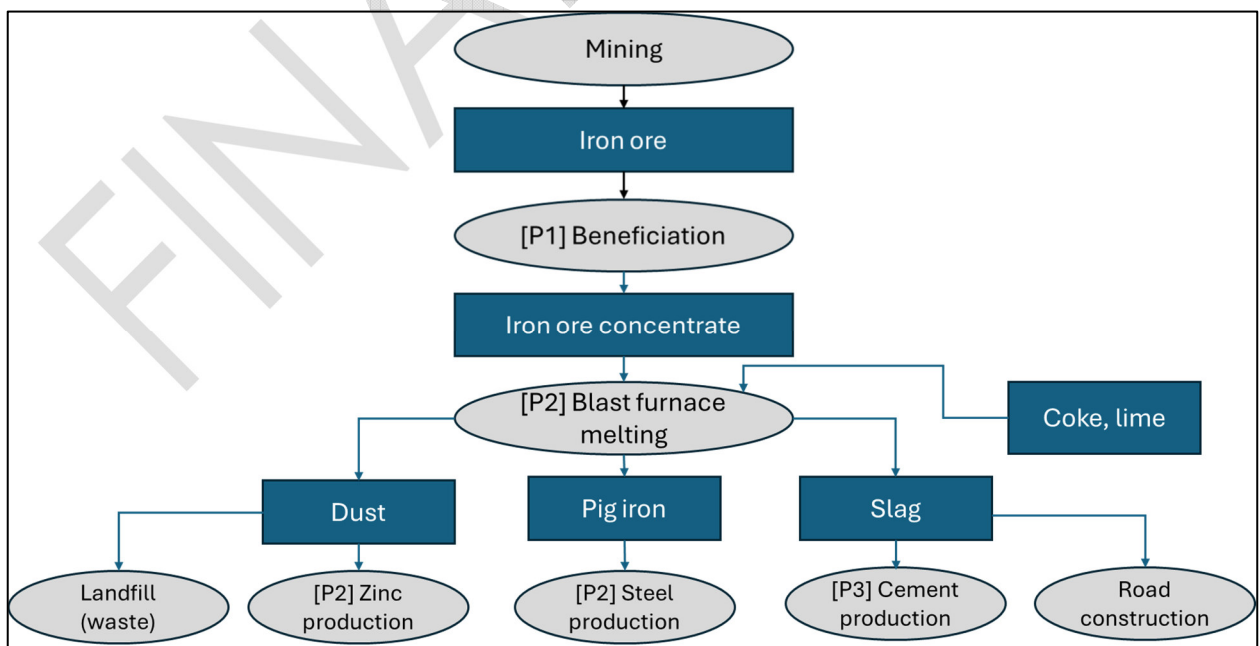 Mining
Iron ore
[P1] Beneficiation
Iron ore concentrate
[P2] Blast furnace
melting
Coke, lime
Dust
Pig iron
Slag
Landfill
(waste)
[P2] Zinc
production
[P2] Steel
production
[P3] Cement
production
Road
construction